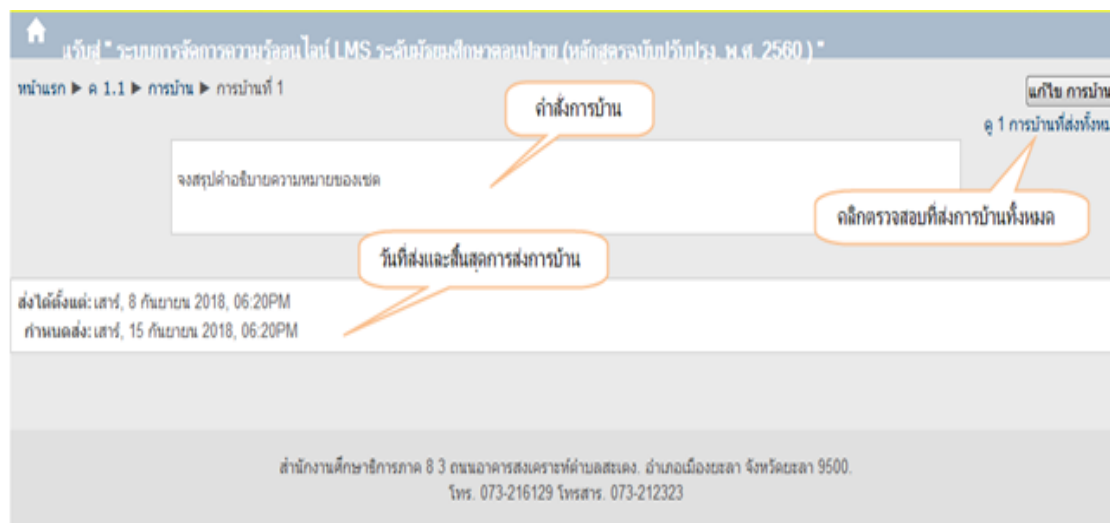 แว้บสู่ " ระบบการจัดการความรู้ออนไลน์ LMS ระดับมัธยมศึกษาตอนปลาย (หลักสูตรฉบับปรับปรุง. พ.ศ. 2560 ) "
หน้าแรก ▶ ค 1.1 ▶ การบ้าน ▶ การบ้านที่ 1
แก้ไข การบ้าน
คำสั่งการบ้าน
ดู 1 การบ้านที่ส่งทั้งหม
จงสรุปคำอธิบายความหมายของเซต
คลิกตรวจสอบที่ส่งการบ้านทั้งหมด
วันที่ส่งและสิ้นสุดการส่งการบ้าน
ส่งได้ตั้งแต่: เสาร์, 8 กันยายน 2018, 06:20PM
กำหนดส่ง: เสาร์, 15 กันยายน 2018, 06:20PM
สำนักงานศึกษาธิการภาค 8 3 ถนนอาคารสงเคราะห์ตำบลสะเตง. อำเภอเมืองยะลา จังหวัดยะลา 9500.
โทร. 073-216129 โทรสาร. 073-212323